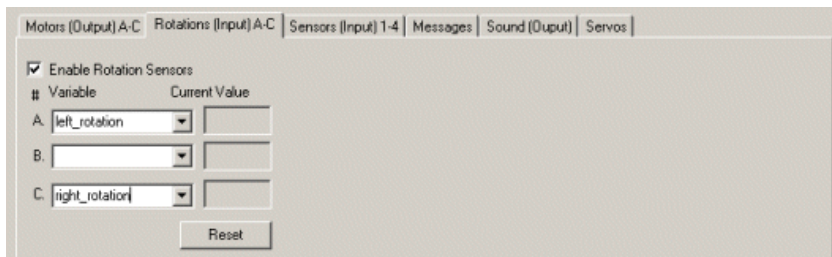 Motors (Output) A-C Rotations (Input) A-C Sensors (Input) 1-4 Messages Sound (Ouput) Servos
Enable Rotation Sensors
# Variable Current Value
A. left_rotation
B.
C. right_rotation
Reset